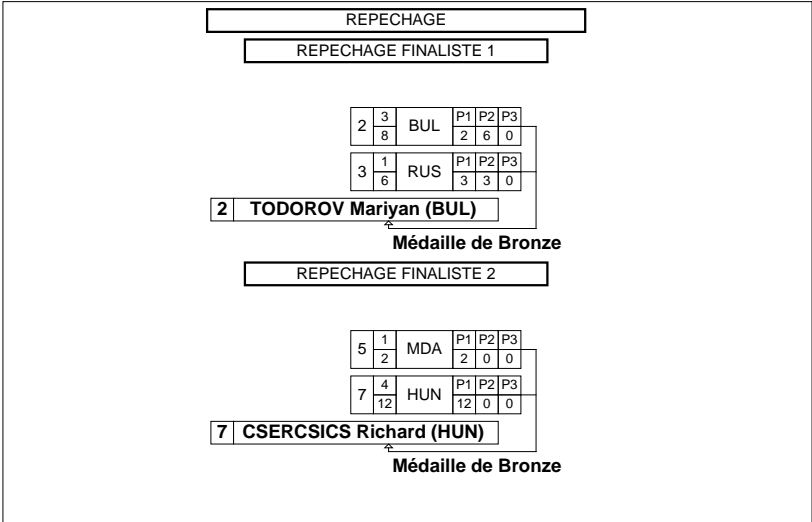 REPECHAGE
REPECHAGE FINALISTE 1
2 3 BUL P1 P2 P3
8 2 6 0
3 1 RUS P1 P2 P3
6 3 3 0
2 TODOROV Mariyan (BUL)
Médaille de Bronze
REPECHAGE FINALISTE 2
5 1 MDA P1 P2 P3
2 2 0 0
7 4 HUN P1 P2 P3
12 12 0 0
7 CSERCSICS Richard (HUN)
Médaille de Bronze